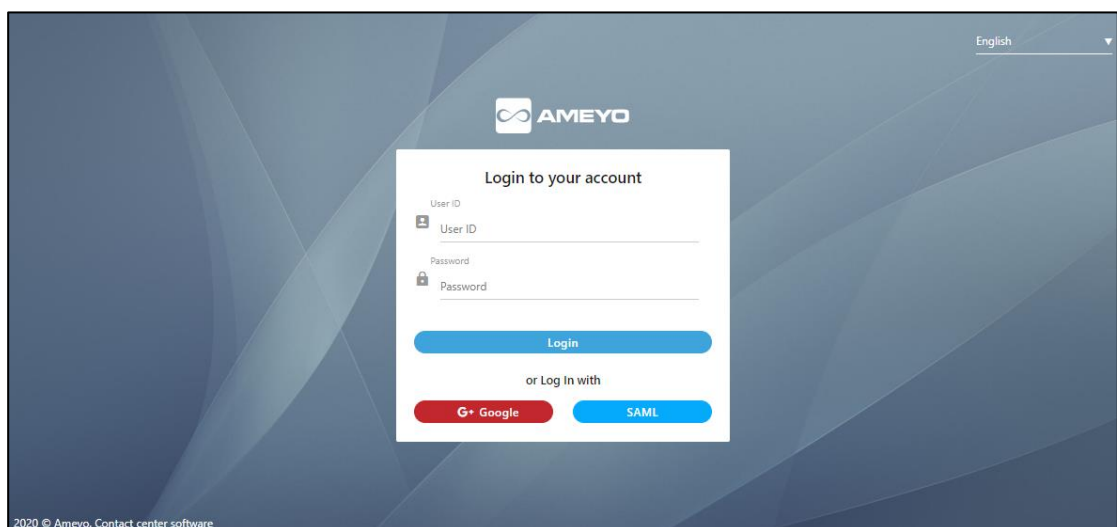 English
AMEYO
Login to your account
User ID
User ID
Password
Password
Login
or Log In with
G+ Google
SAML
2020 © Ameyo. Contact center software